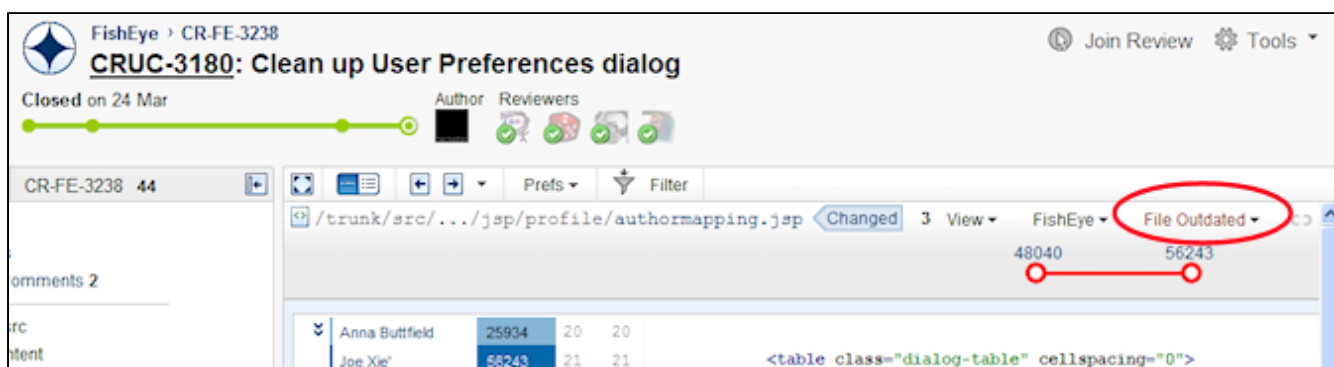 FishEye › CR-FE-3238
CRUC-3180: Clean up User Preferences dialog
Join Review Tools
Closed on 24 Mar
Author Reviewers
CR-FE-3238 44
Prefs Filter
/trunk/src/.../jsp/profile/authormapping.jsp Changed 3 View FishEye File Outdated
48040 56243
omments 2
Anna Buttfield 25934 20 20
Joe Xie' 56243 21 21 <table class="dialog-table" cellspacing="0">
rc
ntent